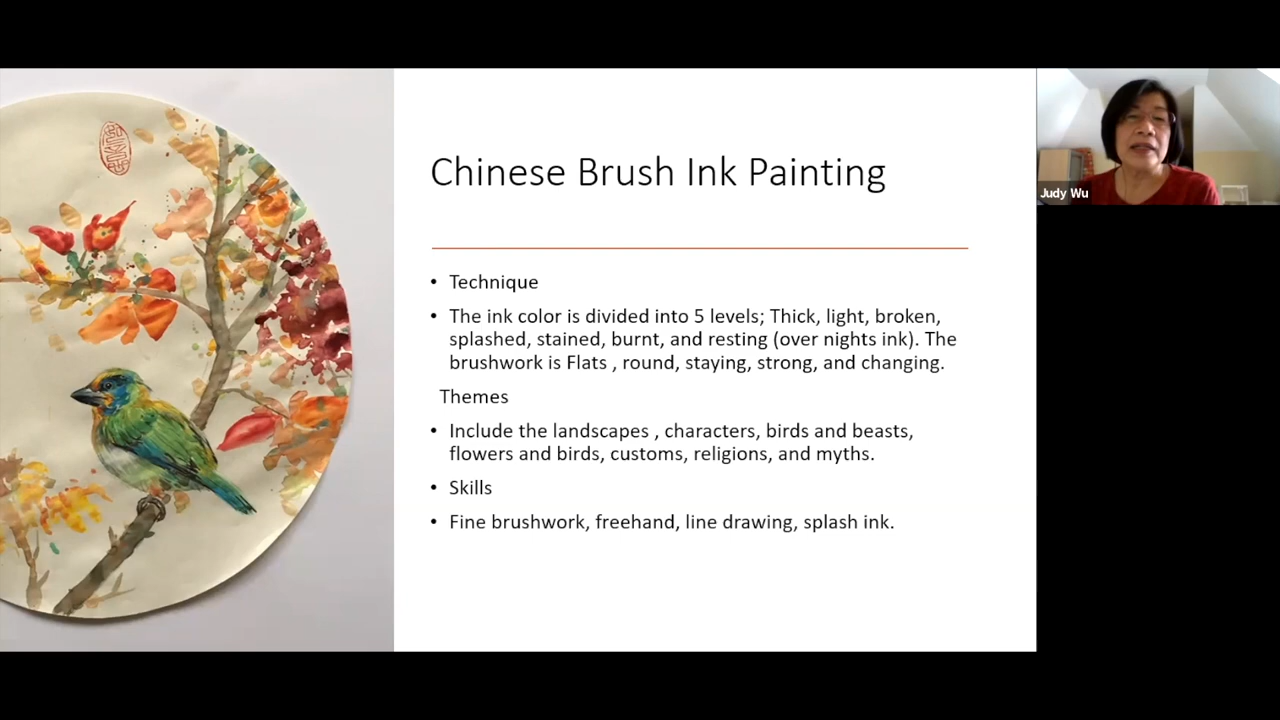 Chinese Brush Ink Painting
• Technique
• The ink color is divided into 5 levels; Thick, light, broken,
splashed, stained, burnt, and resting (over nights ink). The
brushwork is Flats , round, staying, strong, and changing.
Themes
• Include the landscapes , characters, birds and beasts,
flowers and birds, customs, religions, and myths.
• Skills
• Fine brushwork, freehand, line drawing, splash ink.
Judy Wu